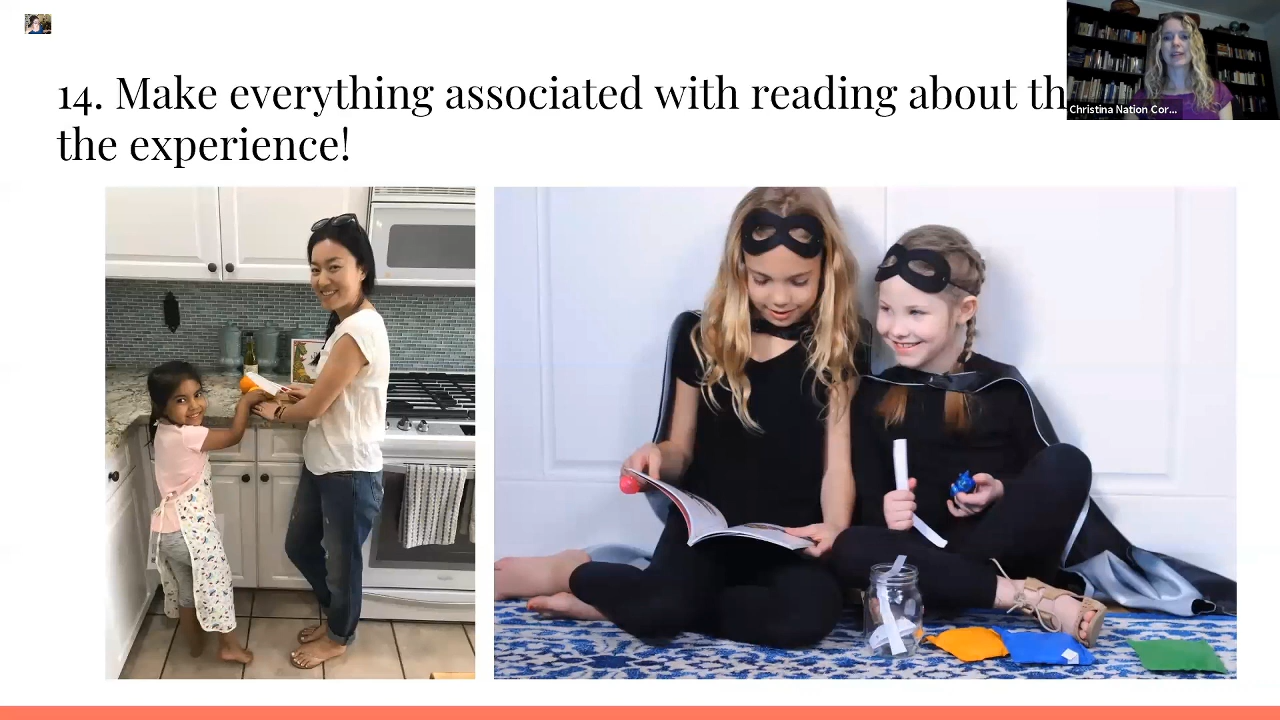 14. Make everything associated with reading about th
the experience!
Christina Nation Cor...